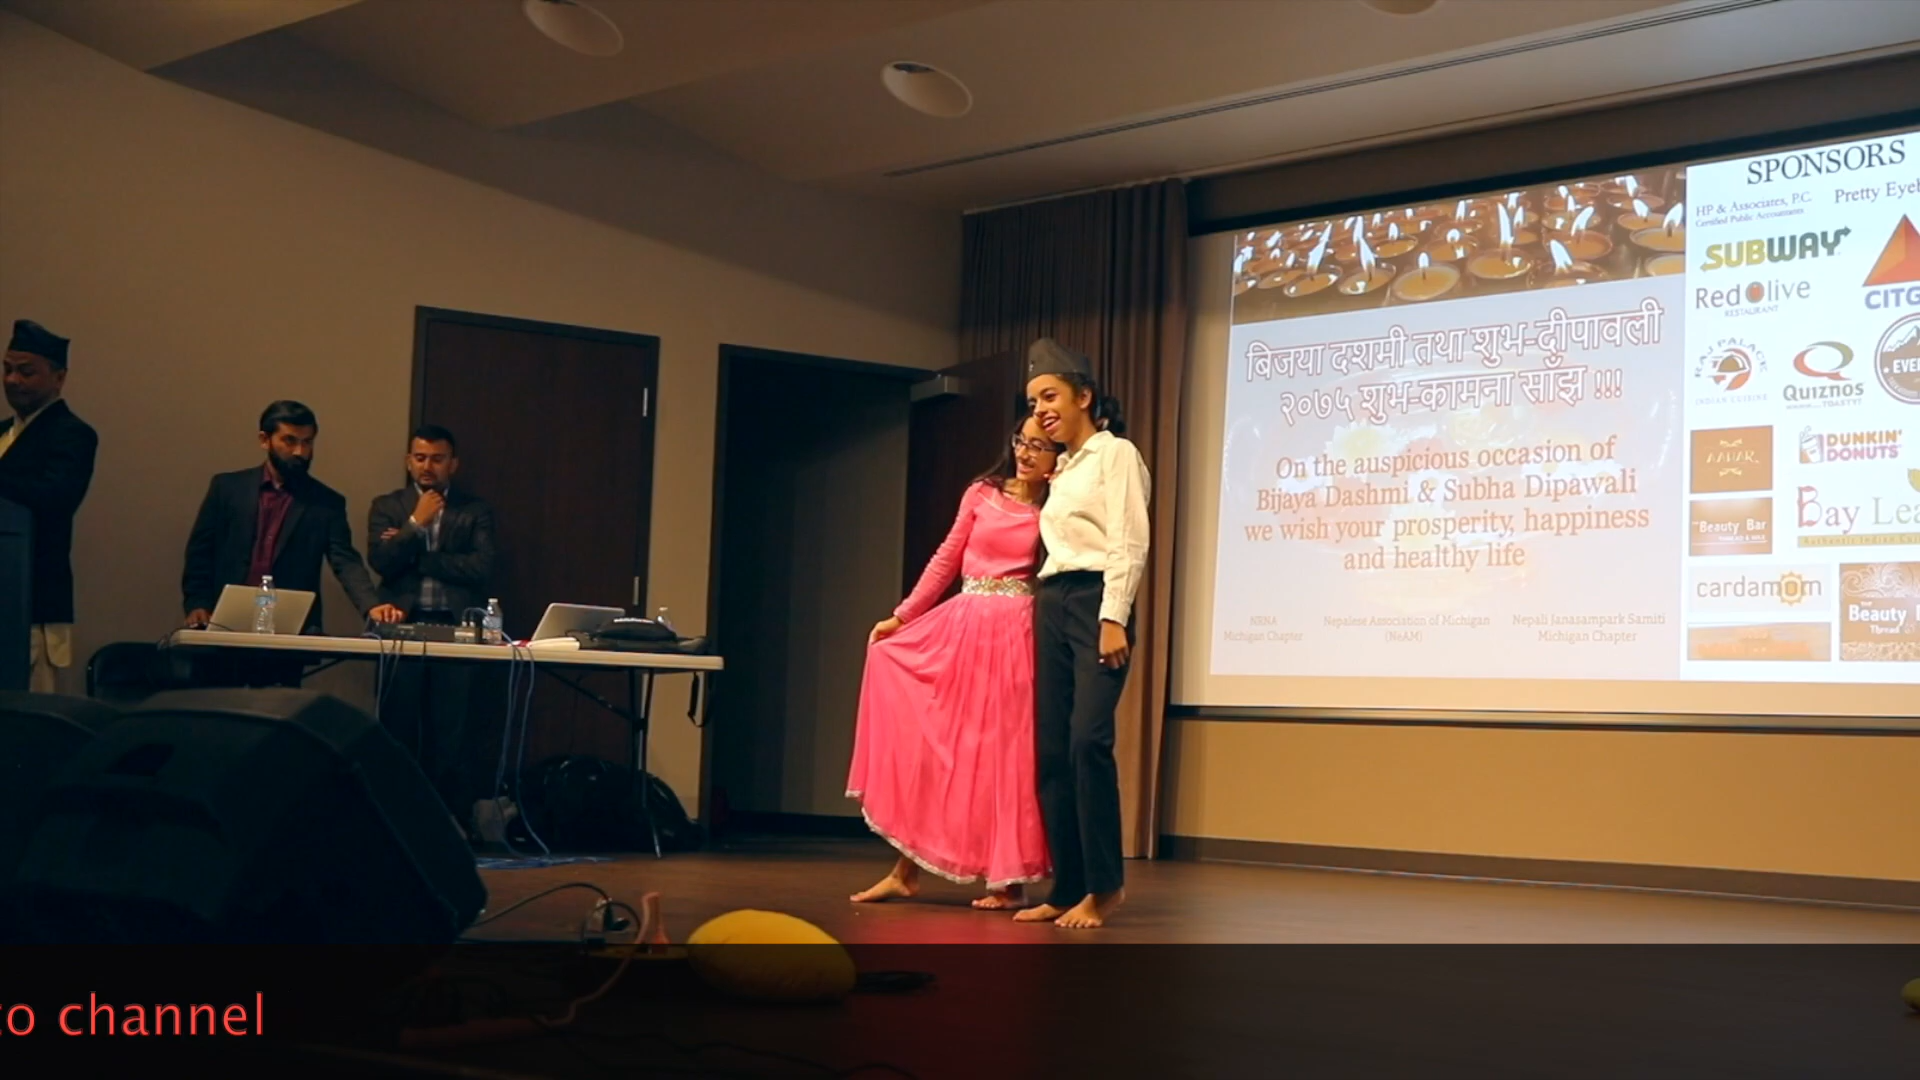 SPONSORS
HP & Associates, P.C.
Certified Public Accountants
Pretty Eyeb
SUBWAY
Red Olive
RESTAURANT
CITG
RAJ PALACE
INDIAN CUISINE
QUIZNOS
EVE
DUNKIN'
DONUTS
Beauty Bar
Bay Lea
cardamom
Beauty
Thread
बिजया दशमी तथा शुभ-दीपावली
२०७५ शुभ-कामना साँझ !!!
On the auspicious occasion of
Bijaya Dashmi & Subha Dipawali
we wish your prosperity, happiness
and healthy life
NRNA
Michigan Chapter
Nepalese Association of Michigan
(NeAM)
Nepali Janasampark Samiti
Michigan Chapter
to channel